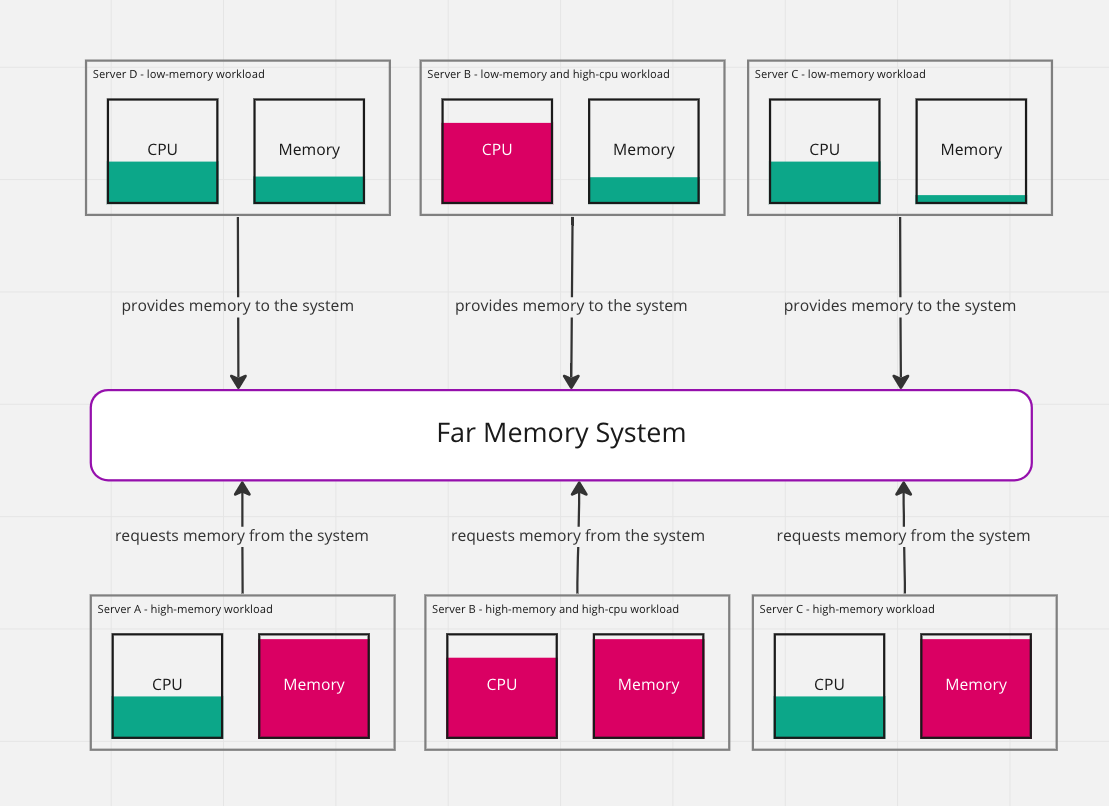 Server D - low-memory workload
CPU
Memory
Server B - low-memory and high-cpu workload
CPU
Memory
Server C - low-memory workload
CPU
Memory
provides memory to the system
provides memory to the system
provides memory to the system
Far Memory System
requests memory from the system
requests memory from the system
requests memory from the system
Server A - high-memory workload
CPU
Memory
Server B - high-memory and high-cpu workload
CPU
Memory
Server C - high-memory workload
CPU
Memory